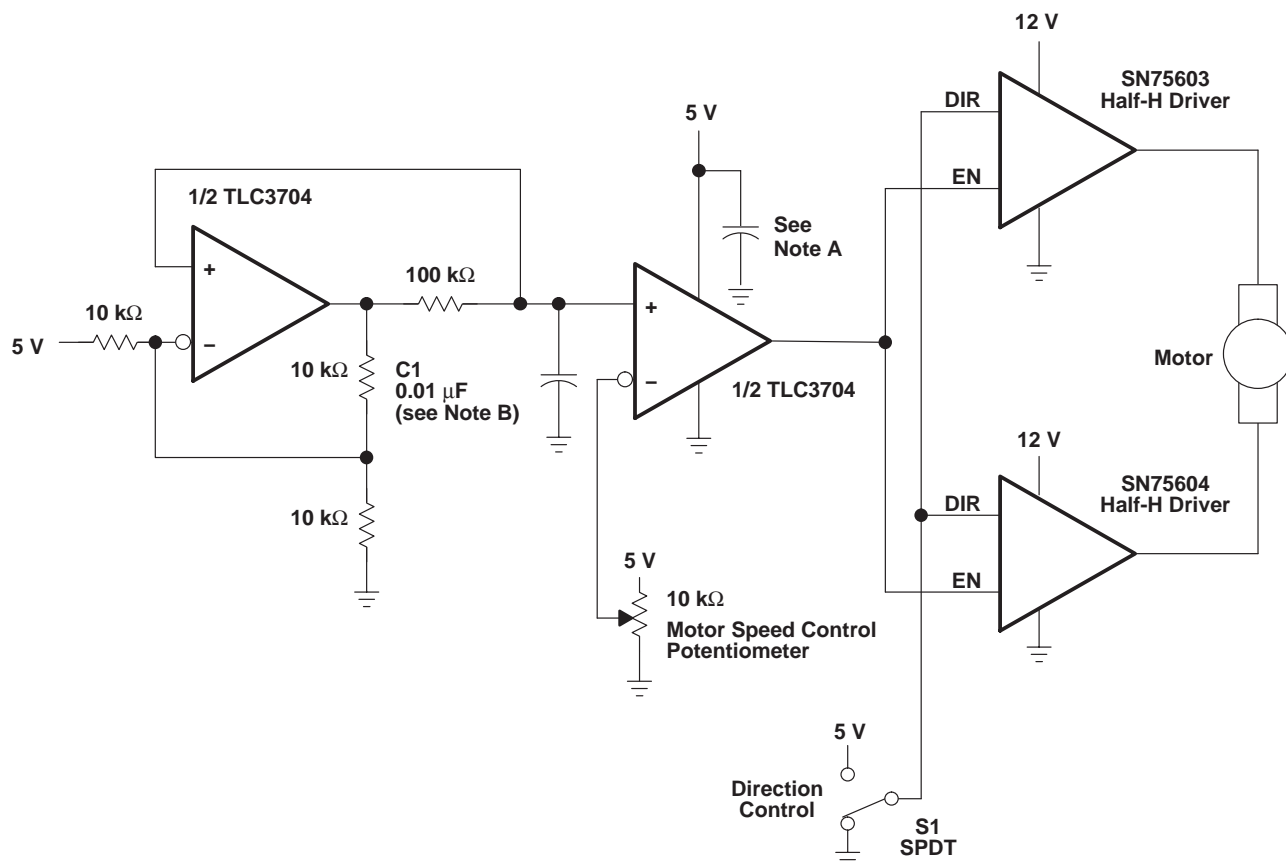 12 V
SN75603
Half-H Driver
DIR
EN
5 V
1/2 TLC3704
See
Note A
100 kΩ
+
−
10 kΩ
5 V
10 kΩ
C1
0.01 μF
(see Note B)
+
−
1/2 TLC3704
Motor
10 kΩ
12 V
SN75604
Half-H Driver
DIR
EN
5 V
10 kΩ
Motor Speed Control
Potentiometer
5 V
Direction
Control
S1
SPDT